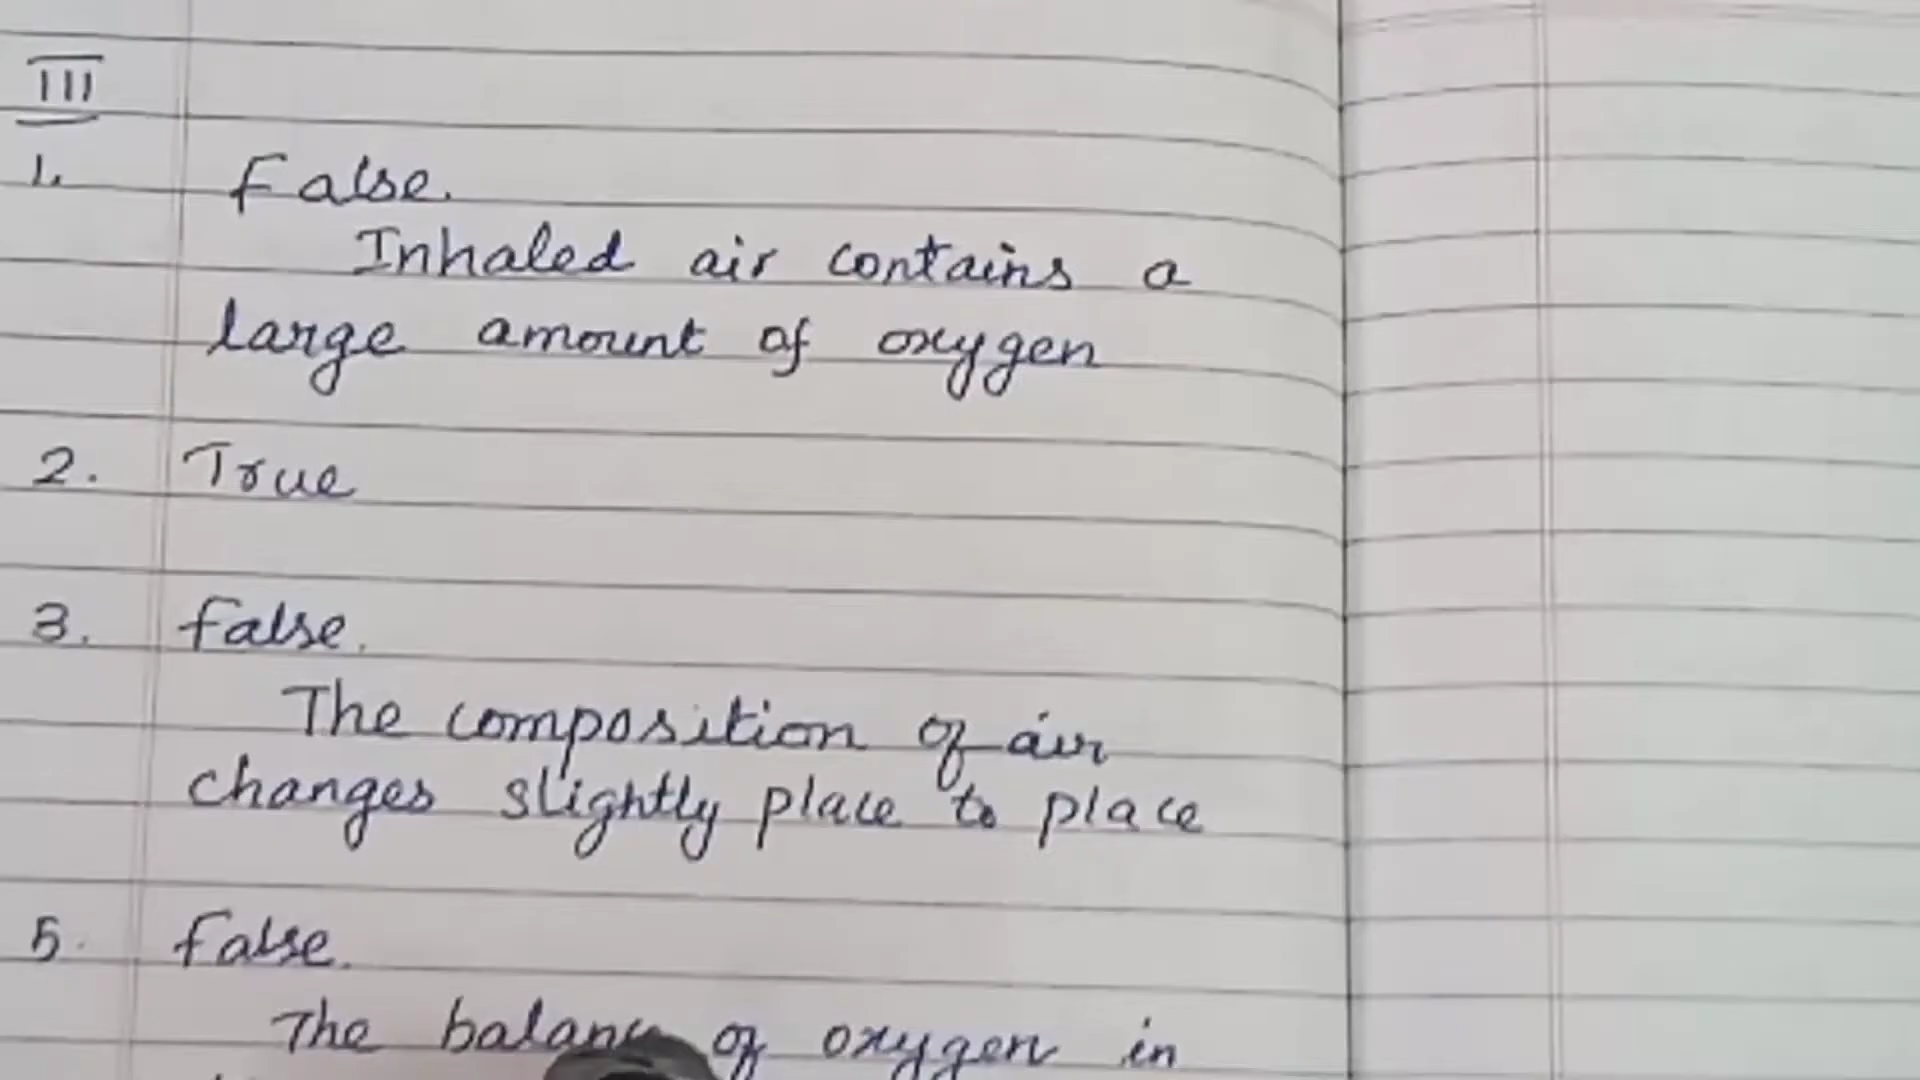 III
1. False.
Inhaled air contains a
large amount of oxygen
2. True
3. False.
The composition of air
changes slightly place to place
5. False.
The of oxygen in